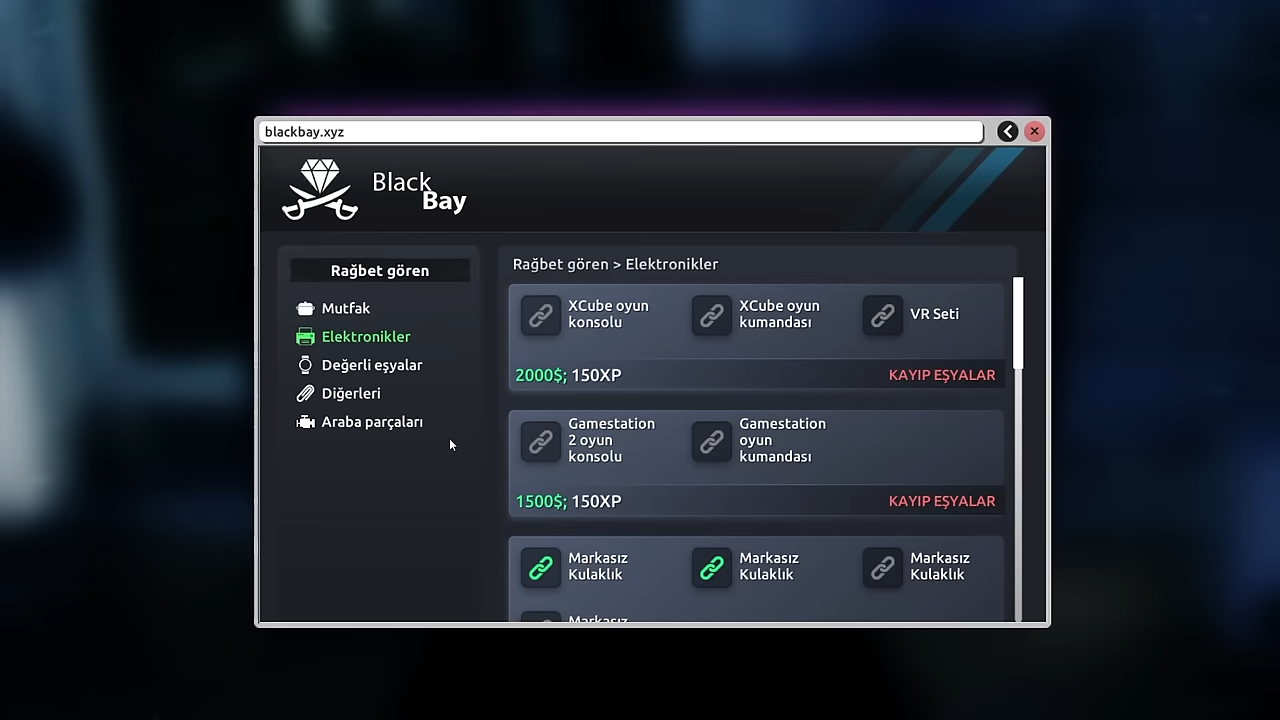 blackbay.xyz
Black
Bay
Rağbet gören
Mutfak
Elektronikler
Değerli eşyalar
Diğerleri
Araba parçaları
Rağbet gören > Elektronikler
XCube oyun
konsolu
XCube oyun
kumandası
VR Seti
2000$; 150XP
KAYIP EŞYALAR
Gamestation
2 oyun
konsolu
Gamestation
oyun
kumandası
1500$; 150XP
KAYIP EŞYALAR
Markasız
Kulaklık
Markasız
Kulaklık
Markasız
Kulaklık
Markasız